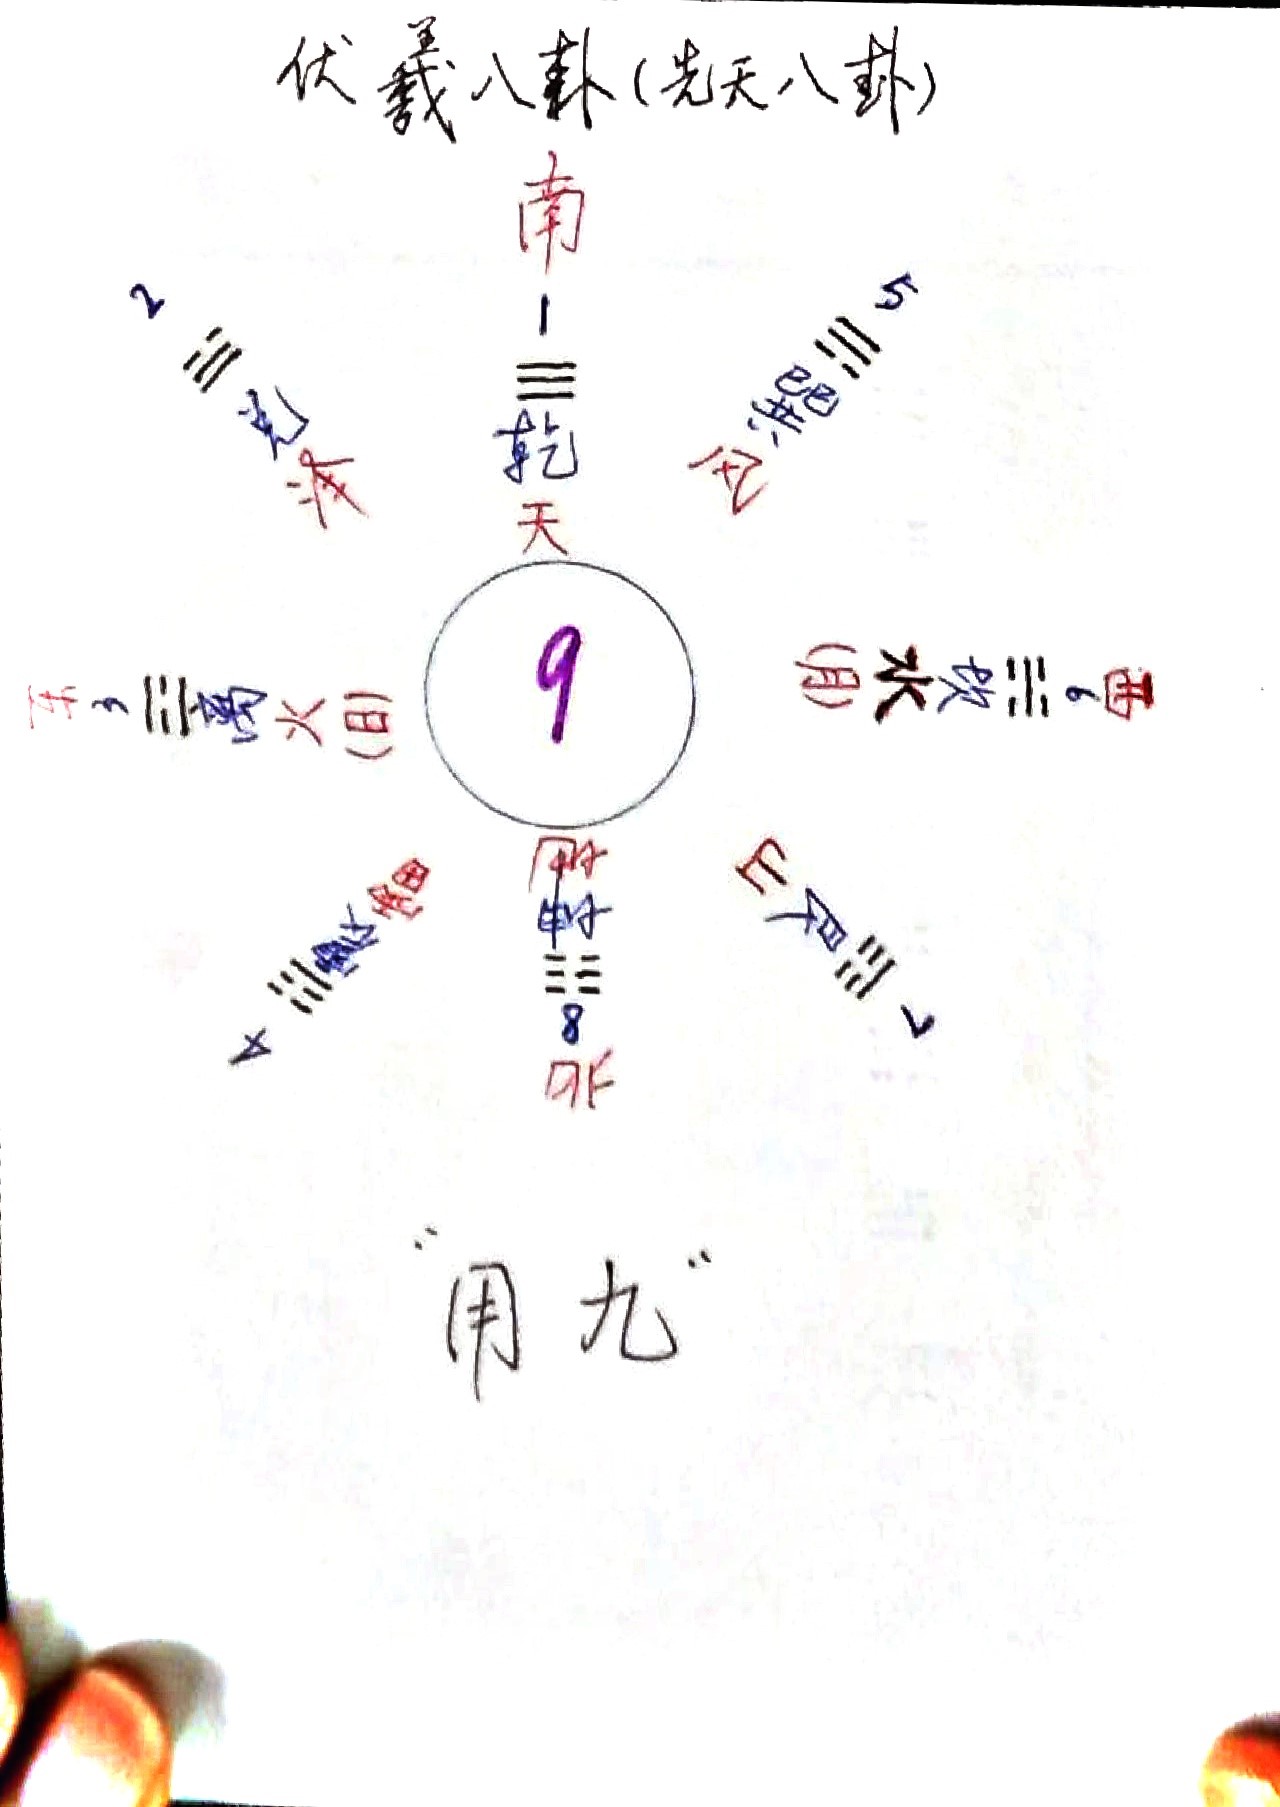 伏羲八卦(先天八卦)
南
1
☰
乾
天
2
☱
兑
泽
5
☴
巽
风
东
3
☲
离
火
(日)
9
西
6
☵
坎
水
(月)
4
☳
震
雷
7
☶
艮
山
地
坤
☷
8
北
"用九"